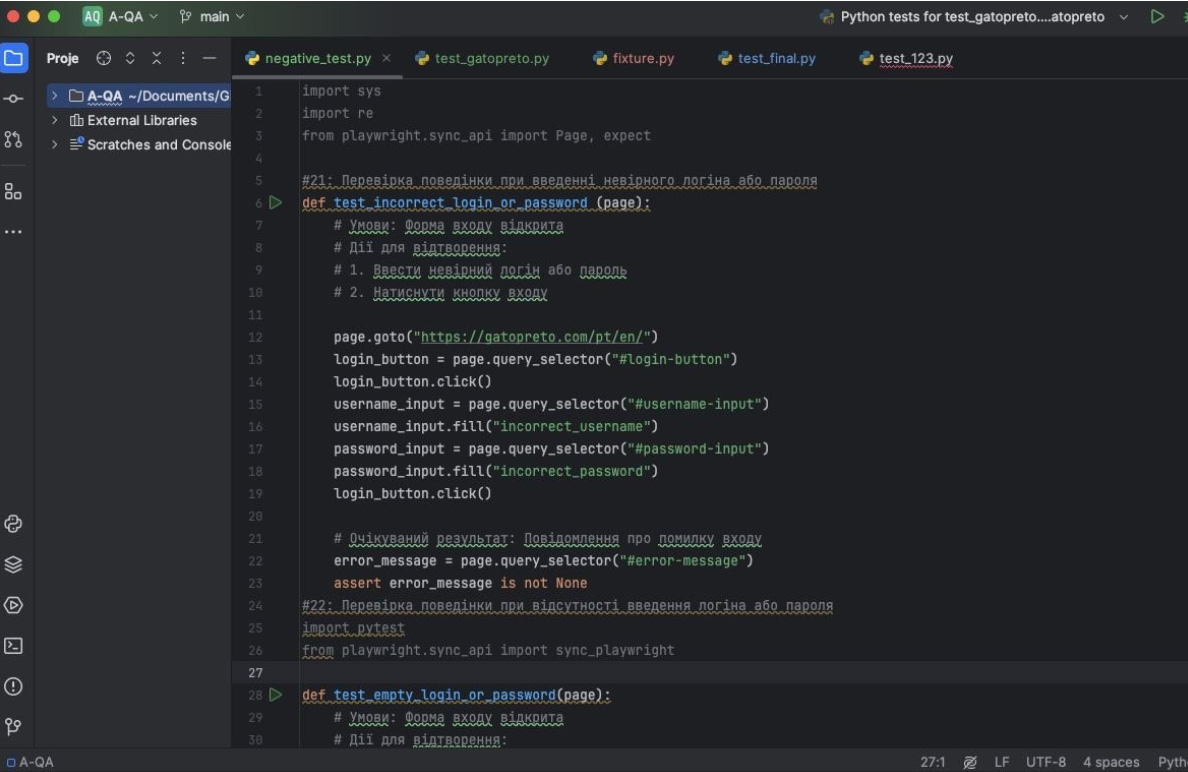 AQ A-QA main Python tests for test_gatopreto....atopreto
Proje negative_test.py test_gatopreto.py fixture.py test_final.py test_123.py
A-QA ~/Documents/G
External Libraries
Scratches and Console
1 import sys
2 import re
3 from playwright.sync_api import Page, expect
4
5 #21: Перевірка поведінки при введенні невірного логіна або пароля
6 def test_incorrect_login_or_password (page):
7 # Умови: Форма входу відкрита
8 # Дії для відтворення:
9 # 1. Ввести невірний логін або пароль
10 # 2. Натиснути кнопку входу
11
12 page.goto("https://gatopreto.com/pt/en/")
13 login_button = page.query_selector("#login-button")
14 login_button.click()
15 username_input = page.query_selector("#username-input")
16 username_input.fill("incorrect_username")
17 password_input = page.query_selector("#password-input")
18 password_input.fill("incorrect_password")
19 login_button.click()
20
21 # Очікуваний результат: Повідомлення про помилку входу
22 error_message = page.query_selector("#error-message")
23 assert error_message is not None
24 #22: Перевірка поведінки при відсутності введення логіна або пароля
25 import pytest
26 from playwright.sync_api import sync_playwright
27
28 def test_empty_login_or_password(page):
29 # Умови: Форма входу відкрита
30 # Дії для відтворення:
A-QA 27:1 LF UTF-8 4 spaces Pyth